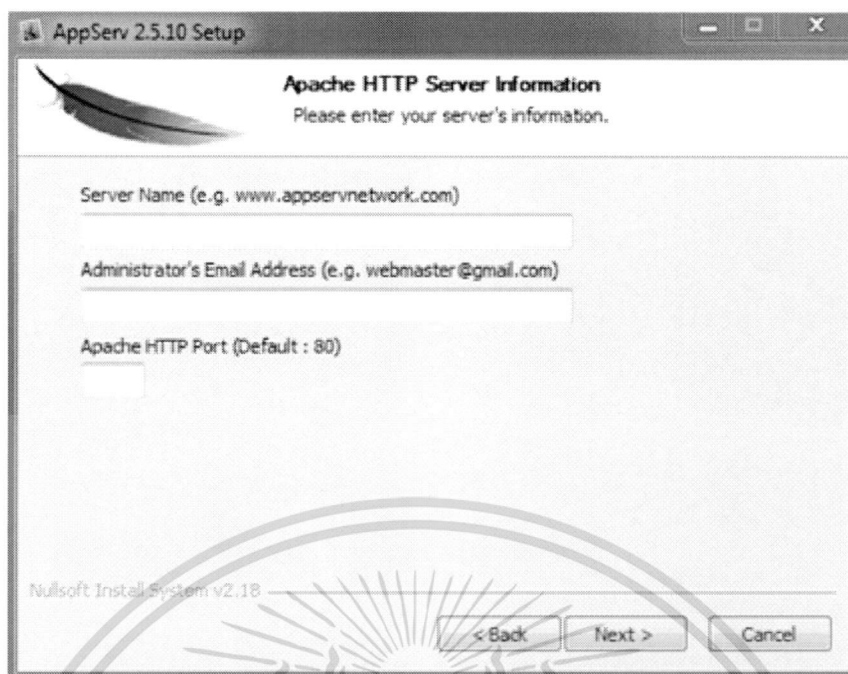 AppServ 2.5.10 Setup
Apache HTTP Server Information
Please enter your server's information.
Server Name (e.g. www.appservnetwork.com)
Administrator's Email Address (e.g. webmaster@gmail.com)
Apache HTTP Port (Default : 80)
Nullsoft Install System v2.18
< Back Next > Cancel